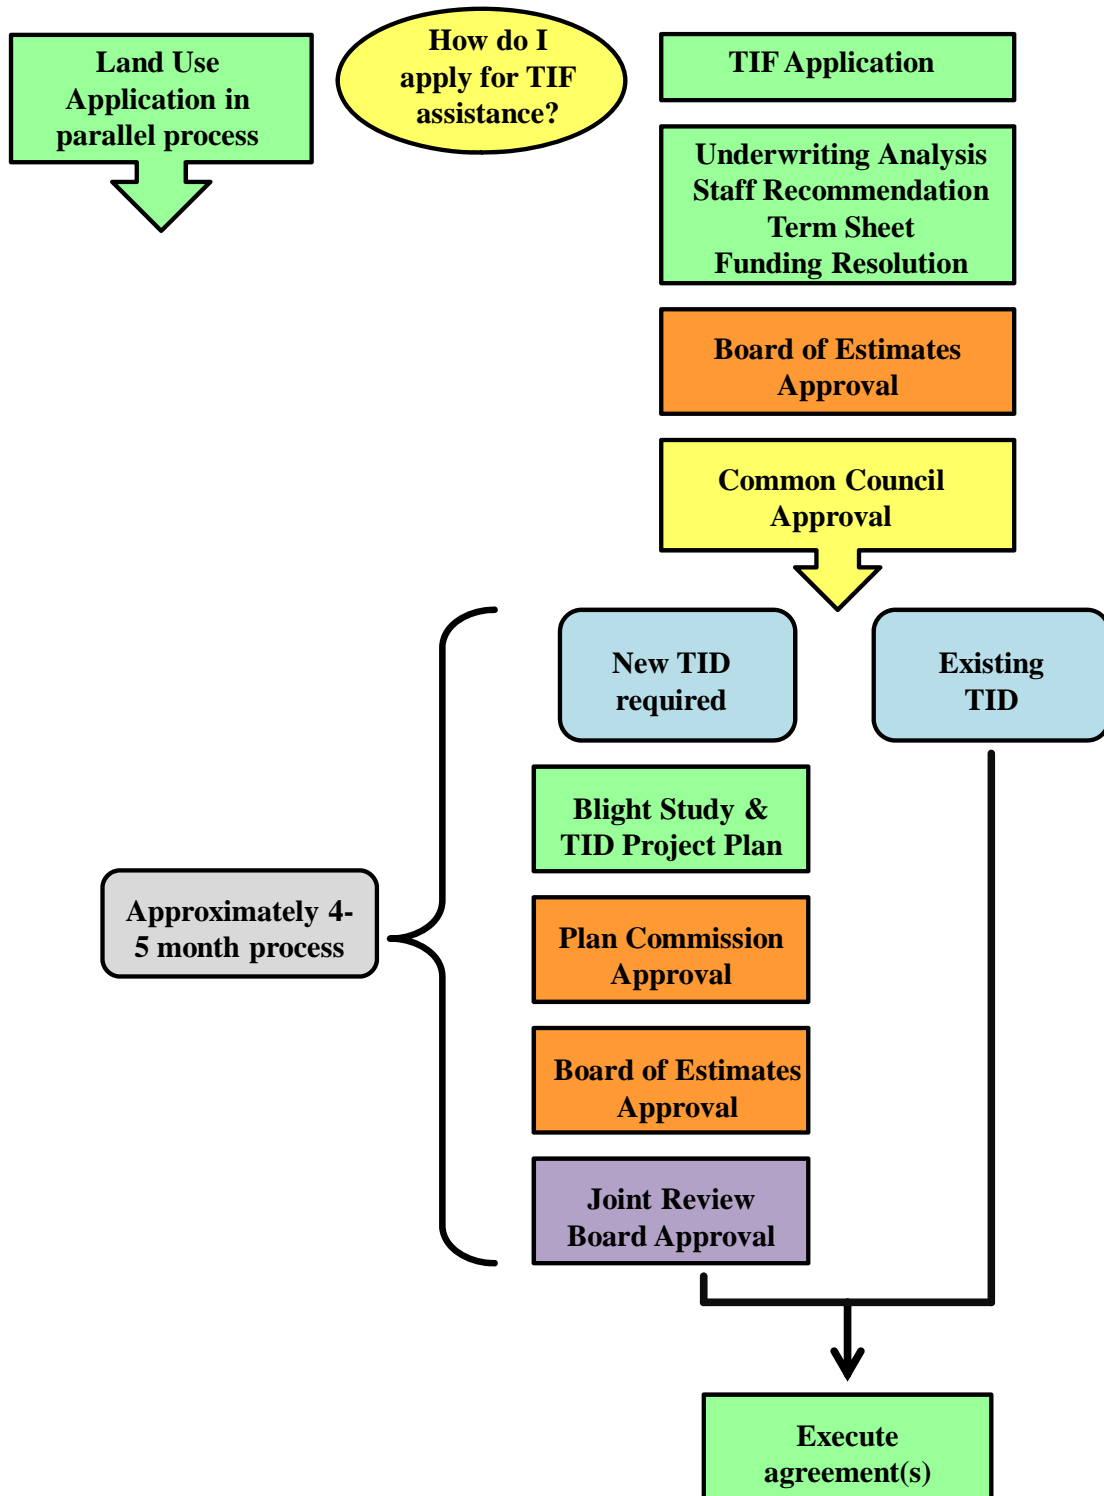 Land Use
Application in
parallel process
How do I
apply for TIF
assistance?
TIF Application
Underwriting Analysis
Staff Recommendation
Term Sheet
Funding Resolution
Board of Estimates
Approval
Common Council
Approval
New TID
required
Existing
TID
Blight Study &
TID Project Plan
Approximately 4-
5 month process
Plan Commission
Approval
Board of Estimates
Approval
Joint Review
Board Approval
Execute
agreement(s)